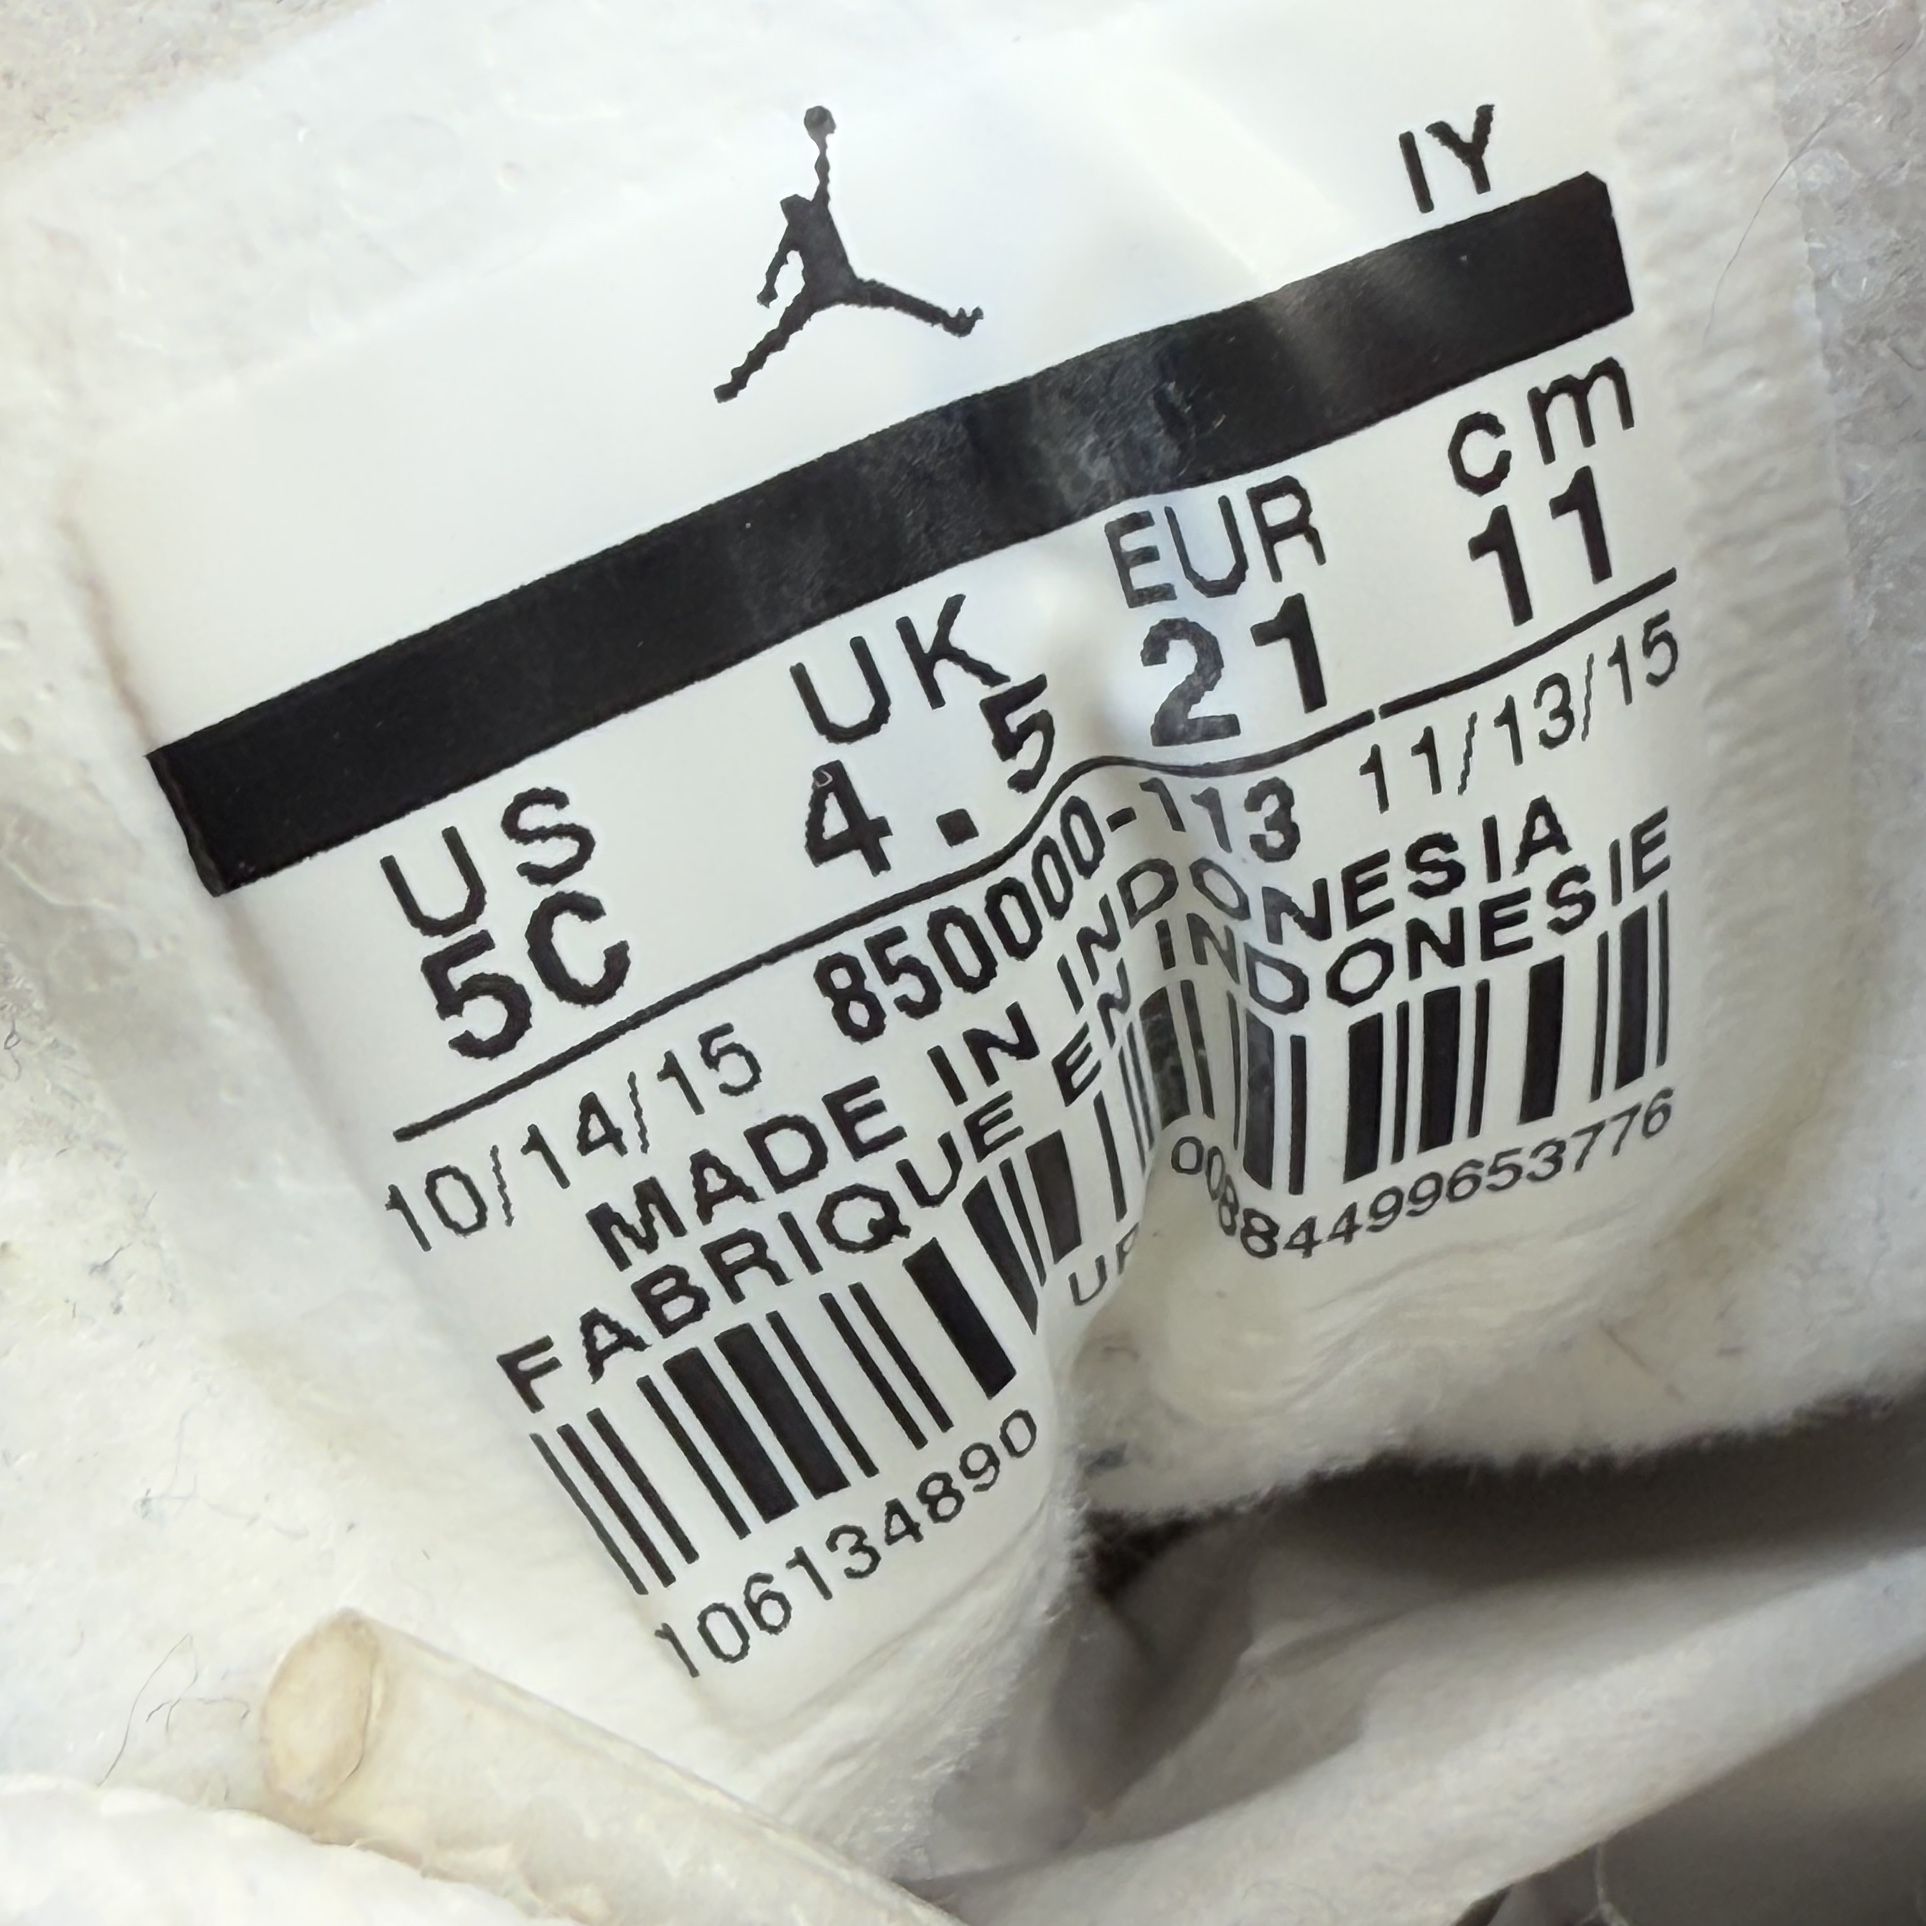 IY
US UK EUR cm
5C 4.5 21 11
10/14/15 850000-113 11/13/15
MADE IN INDONESIA
FABRIQUE EN INDONESIE
106134890
00884499653776